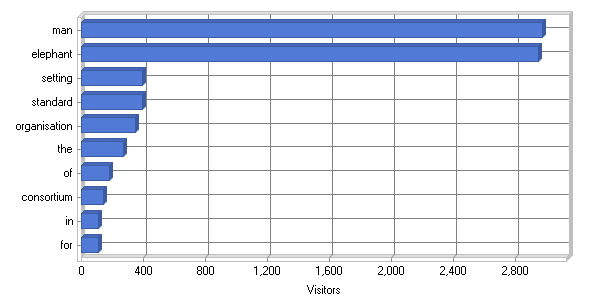 man
elephant
setting
standard
organisation
the
of
consortium
in
for
0 400 800 1,200 1,600 2,000 2,400 2,800
Visitors